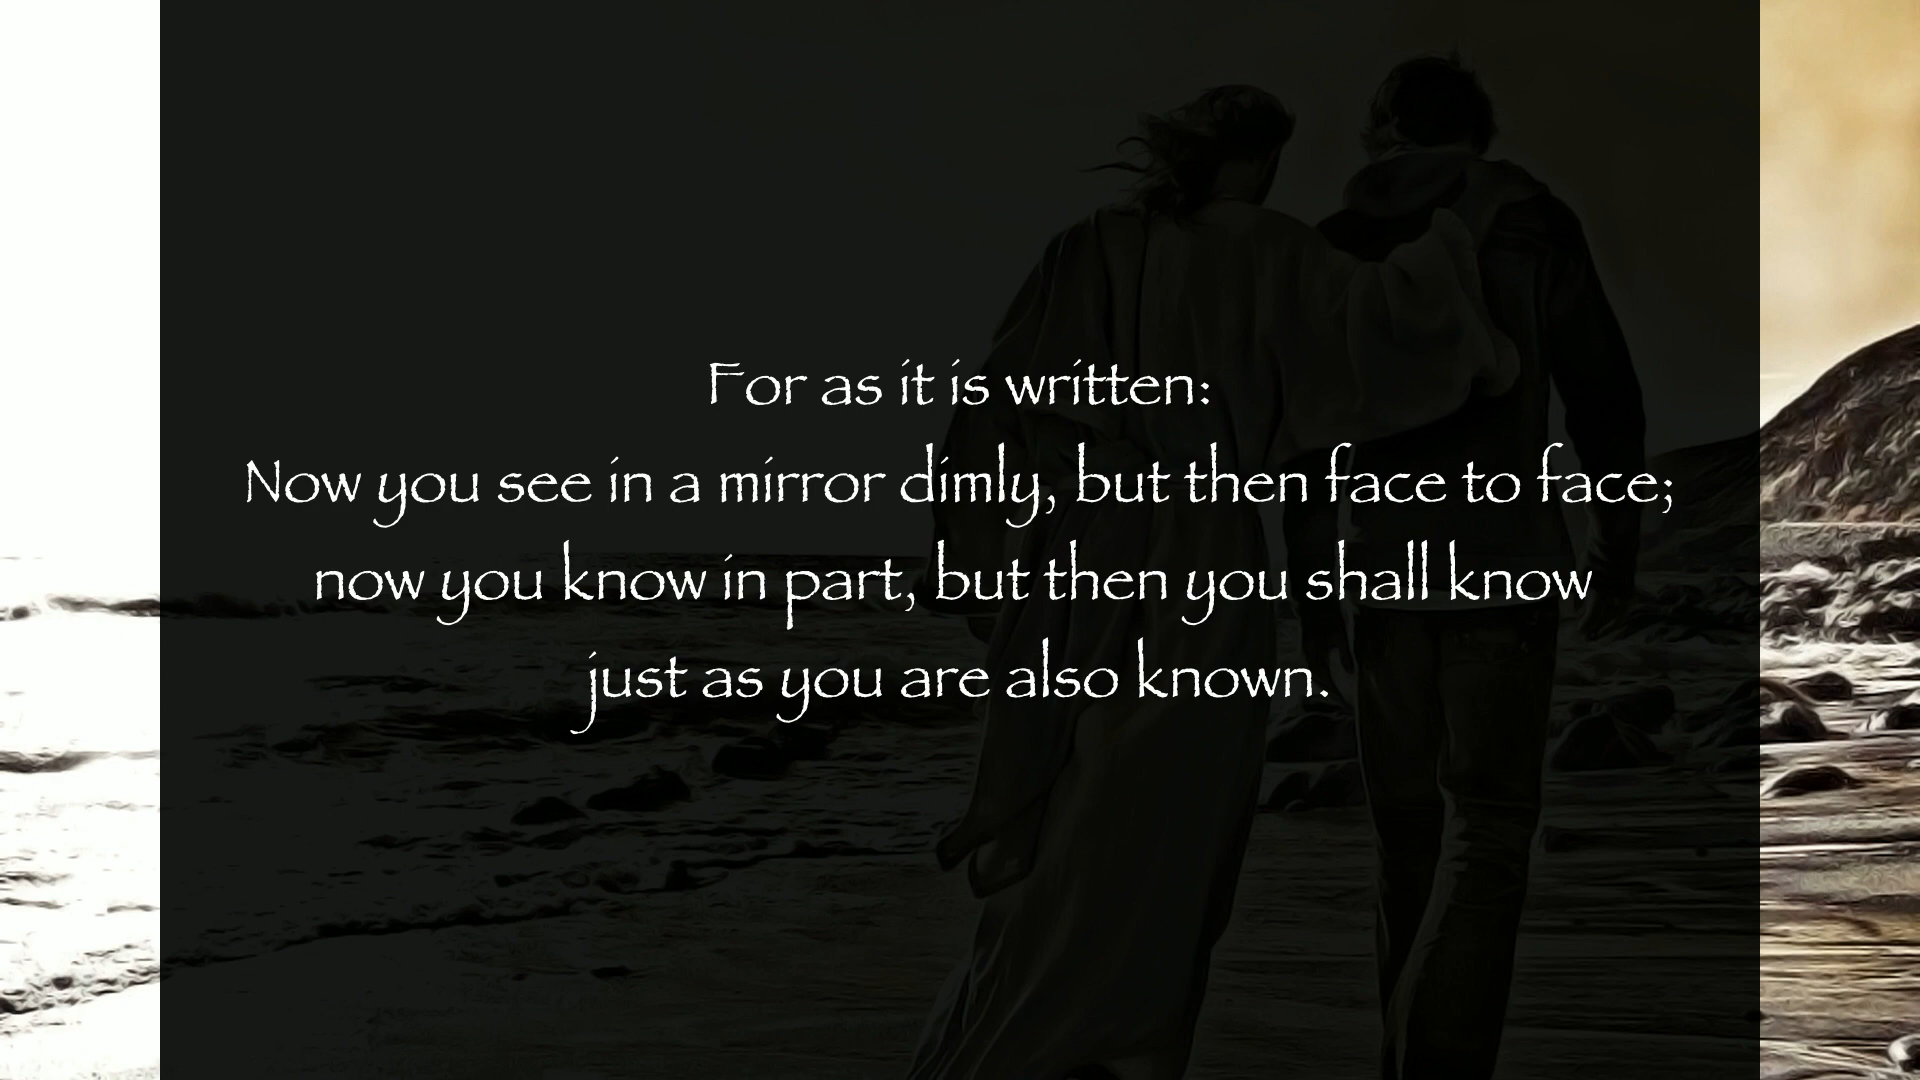 For as it is written:
Now you see in a mirror dimly, but then face to face;
now you know in part, but then you shall know
just as you are also known.